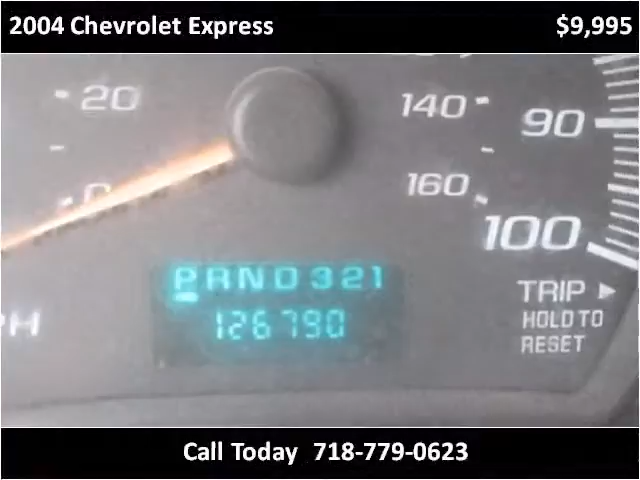 2004 Chevrolet Express $9,995
20 140 90
0 160 100
PRND321
126790
TRIP
HOLD TO
RESET
Call Today 718-779-0623